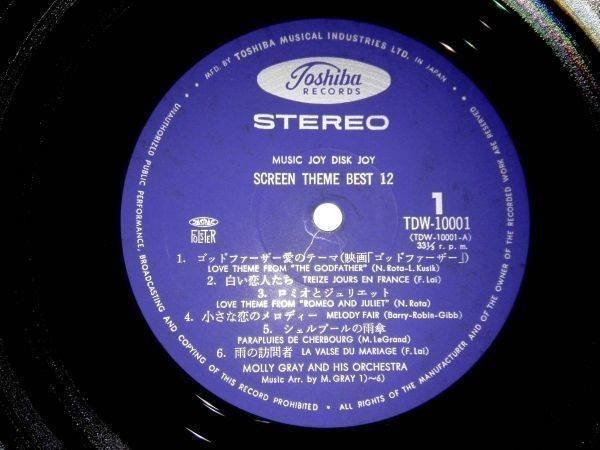 MFD. BY TOSHIBA MUSICAL INDUSTRIES LTD. IN JAPAN.
Toshiba
RECORDS
STEREO
MUSIC JOY DISK JOY
SCREEN THEME BEST 12
1
TDW-10001
(TDW-10001-A)
33⅓ r. p. m.
1. ゴッドファーザー愛のテーマ(映画「ゴッドファーザー」)
LOVE THEME FROM "THE GODFATHER" (N. Rota-L. Kusik)
2. 白い恋人たち TREIZE JOURS EN FRANCE (F. Lai)
3. ロミオとジュリエット
LOVE THEME FROM "ROMEO AND JULIET" (N. Rota)
4. 小さな恋のメロディー MELODY FAIR (Barry-Robin-Gibb)
5. シェルブールの雨傘
PARAPLUIES DE CHERBOURG (M. LeGrand)
6. 雨の訪問者 LA VALSE DU MARIAGE (F. Lai)
MOLLY GRAY AND HIS ORCHESTRA
Music Arr. by M. GRAY 1)~6)
UNAUTHORIZED PUBLIC PERFORMANCE, BROADCASTING AND COPYING OF THIS RECORD PROHIBITED • ALL RIGHTS OF THE MANUFACTURER AND OF THE OWNER OF THE RECORDED WORK ARE RESERVED